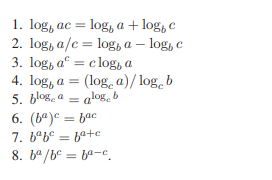 1. log_b ac = log_b a + log_b c
2. log_b a/c = log_b a − log_b c
3. log_b a^c = c log_b a
4. log_b a = (log_c a)/ log_c b
5. b^{log_c a} = a^{log_c b}
6. (b^a)^c = b^{ac}
7. b^a b^c = b^{a+c}
8. b^a/b^c = b^{a−c}.